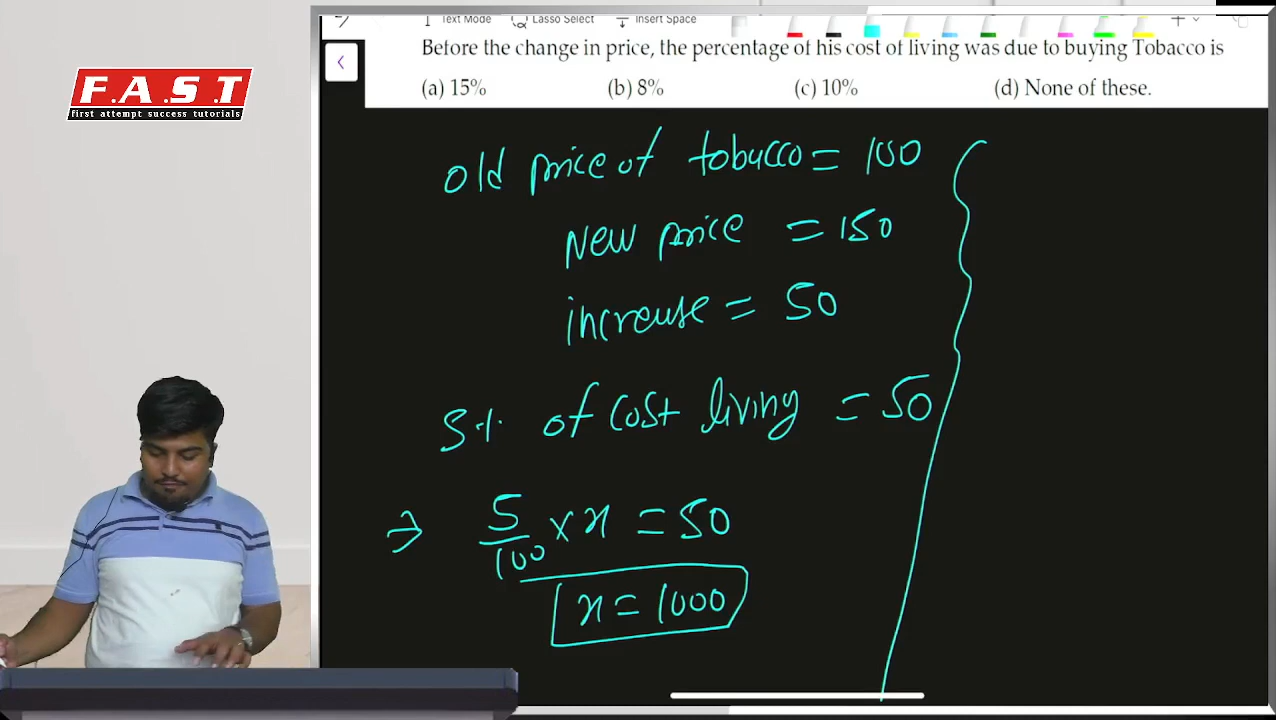 Text Mode Lasso Select Insert Space
Before the change in price, the percentage of his cost of living was due to buying Tobacco is
(a) 15% (b) 8% (c) 10% (d) None of these.
F.A.S.T
first attempt success tutorials
old price of tobacco = 100
New price = 150
increase = 50
5% of cost living = 50
⇒ 5/100 × x = 50
x = 1000